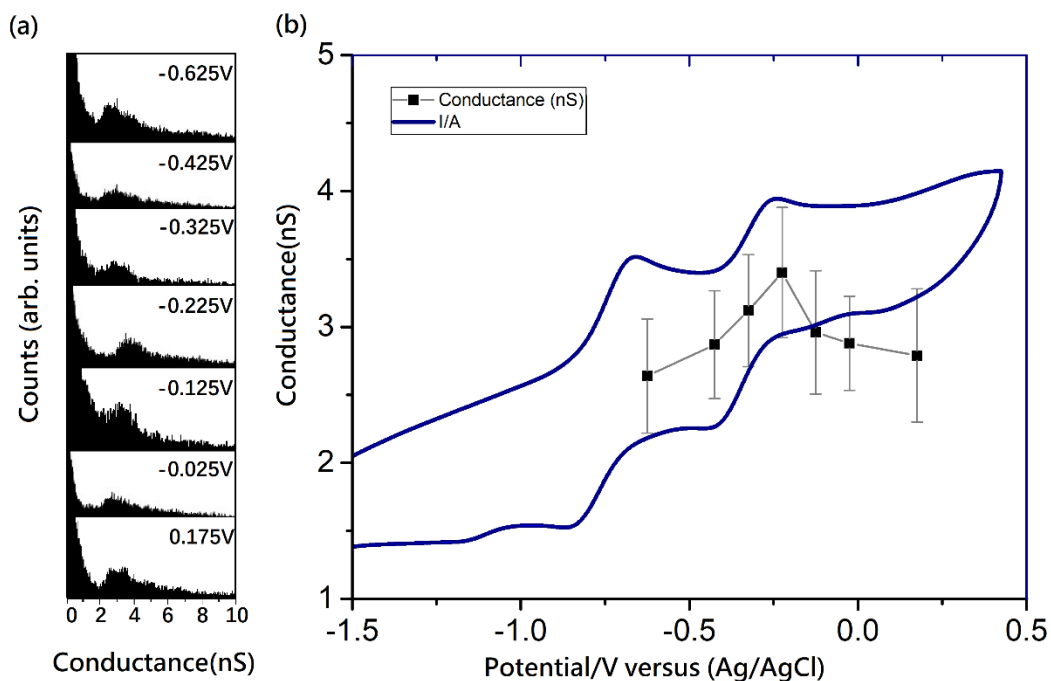 (a)
-0.625V
-0.425V
-0.325V
-0.225V
-0.125V
-0.025V
0.175V
Counts (arb. units)
0 2 4 6 8 10
Conductance(nS)
(b)
5
4
3
2
1
Conductance(nS)
Conductance (nS)
I/A
-1.5 -1.0 -0.5 0.0 0.5
Potential/V versus (Ag/AgCl)